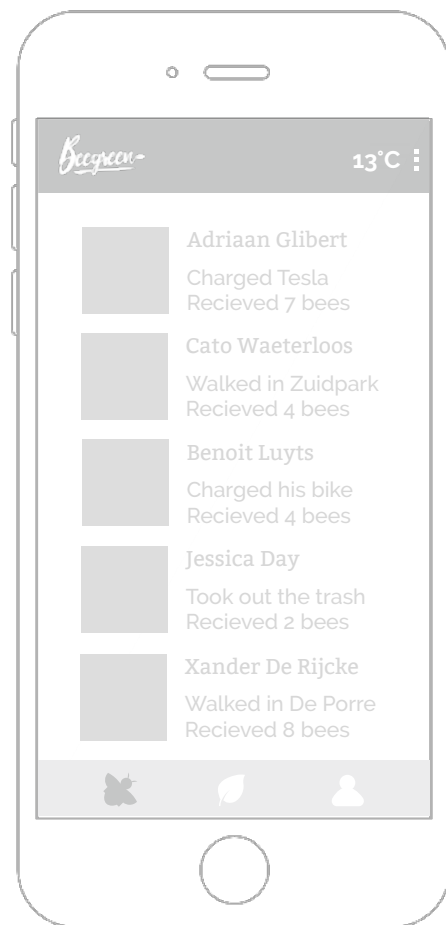 Beegreen
13°C
Adriaan Glibert
Charged Tesla
Recieved 7 bees
Cato Waeterloos
Walked in Zuidpark
Recieved 4 bees
Benoit Luyts
Charged his bike
Recieved 4 bees
Jessica Day
Took out the trash
Recieved 2 bees
Xander De Rijcke
Walked in De Porre
Recieved 8 bees